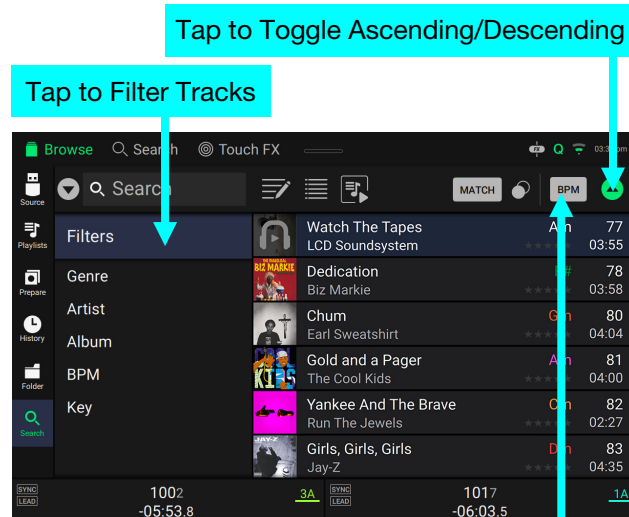 Tap to Toggle Ascending/Descending
Tap to Filter Tracks
Browse Search Touch FX FX Q
Source Search MATCH BPM
Playlists Filters Watch The Tapes 77
LCD Soundsystem 03:55
Prepare Genre BIZ MARKIE Dedication 78
Biz Markie 03:58
History Artist Chum 80
Album Earl Sweatshirt 04:04
Folder BPM Gold and a Pager 81
The Cool Kids 04:00
Search Key Yankee And The Brave 82
Run The Jewels 02:27
JAY-Z Girls, Girls, Girls 83
Jay-Z 04:35
SYNC 1002 3A SYNC 1017 1A
LEAD -05:53.8 LEAD -06:03.5